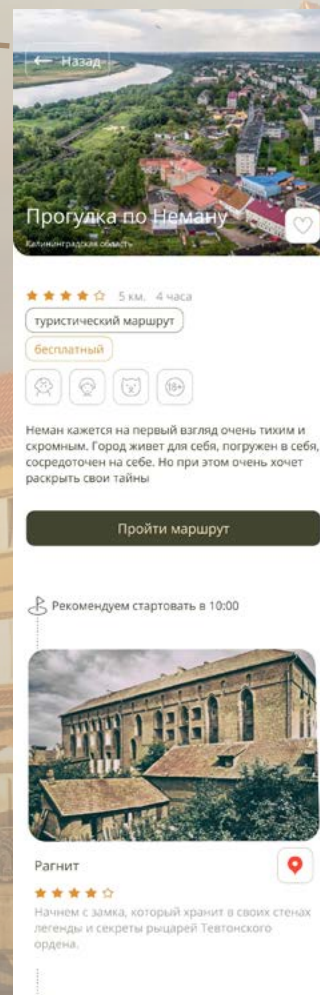 ← Назад
Прогулка по Неману
Калининградская область
5 км. 4 часа
туристический маршрут
бесплатный
18+
Неман кажется на первый взгляд очень тихим и
скромным. Город живет для себя, погружен в себя,
сосредоточен на себе. Но при этом очень хочет
раскрыть свои тайны
Пройти маршрут
Рекомендуем стартовать в 10:00
Рагнит
Начнем с замка, который хранит в своих стенах
легенды и секреты рыцарей Тевтонского
ордена.